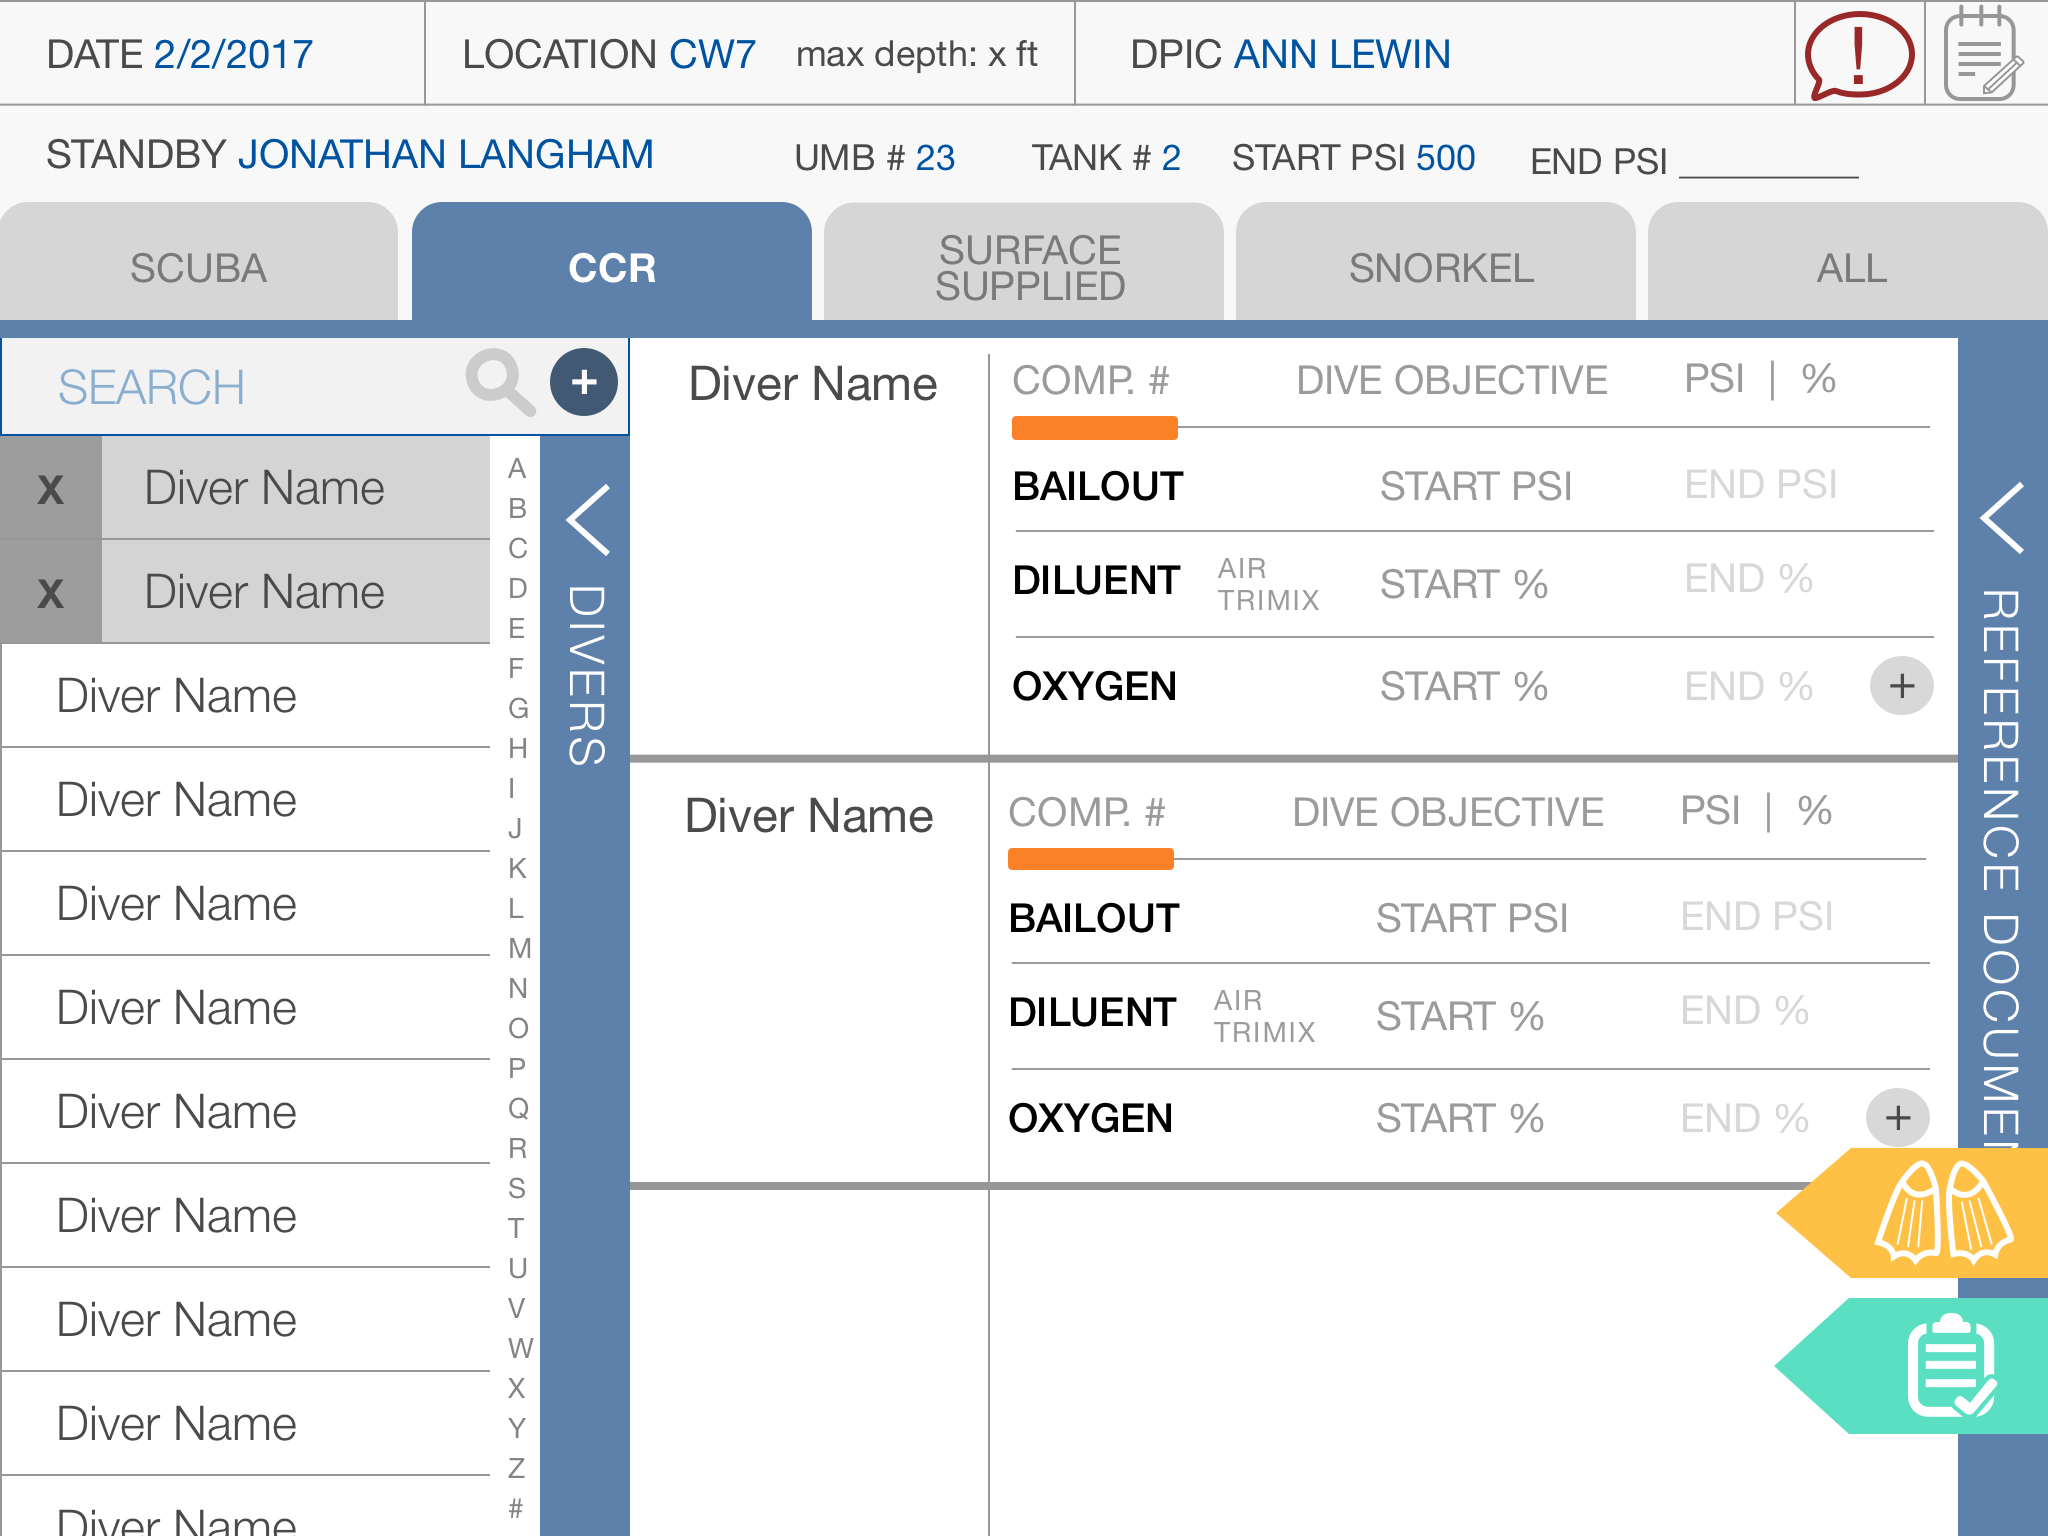 DATE 2/2/2017
LOCATION CW7 max depth: x ft
DPIC ANN LEWIN
!
STANDBY JONATHAN LANGHAM
UMB # 23
TANK # 2
START PSI 500
END PSI
SCUBA
CCR
SURFACE
SUPPLIED
SNORKEL
ALL
SEARCH
+
x Diver Name
x Diver Name
Diver Name
Diver Name
Diver Name
Diver Name
Diver Name
Diver Name
Diver Name
Diver Name
Diver Name
A
B
C
D
E
F
G
H
I
J
K
L
M
N
O
P
Q
R
S
T
U
V
W
X
Y
Z
#
DIVERS
Diver Name
COMP. # DIVE OBJECTIVE PSI | %
BAILOUT START PSI END PSI
DILUENT AIR
TRIMIX START % END %
OXYGEN START % END % +
Diver Name
COMP. # DIVE OBJECTIVE PSI | %
BAILOUT START PSI END PSI
DILUENT AIR
TRIMIX START % END %
OXYGEN START % END % +
REFERENCE DOCUMEN